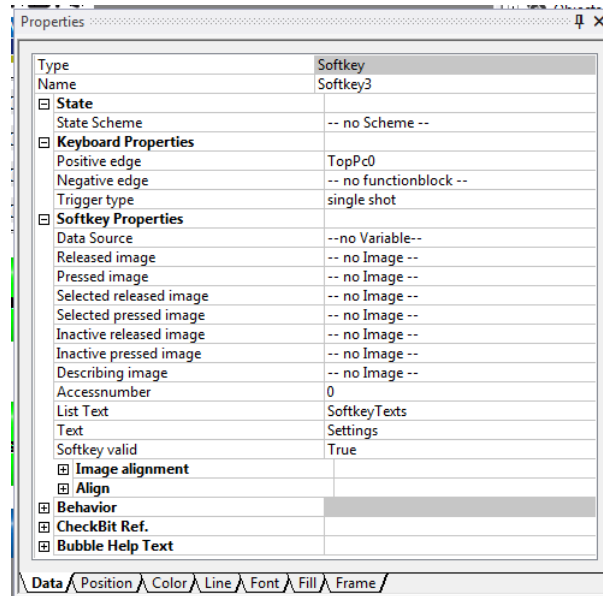 Properties
Type Softkey
Name Softkey3
State
State Scheme -- no Scheme --
Keyboard Properties
Positive edge TopPc0
Negative edge -- no functionblock --
Trigger type single shot
Softkey Properties
Data Source --no Variable--
Released image -- no Image --
Pressed image -- no Image --
Selected released image -- no Image --
Selected pressed image -- no Image --
Inactive released image -- no Image --
Inactive pressed image -- no Image --
Describing image -- no Image --
Accessnumber 0
List Text SoftkeyTexts
Text Settings
Softkey valid True
Image alignment
Align
Behavior
CheckBit Ref.
Bubble Help Text
Data Position Color Line Font Fill Frame